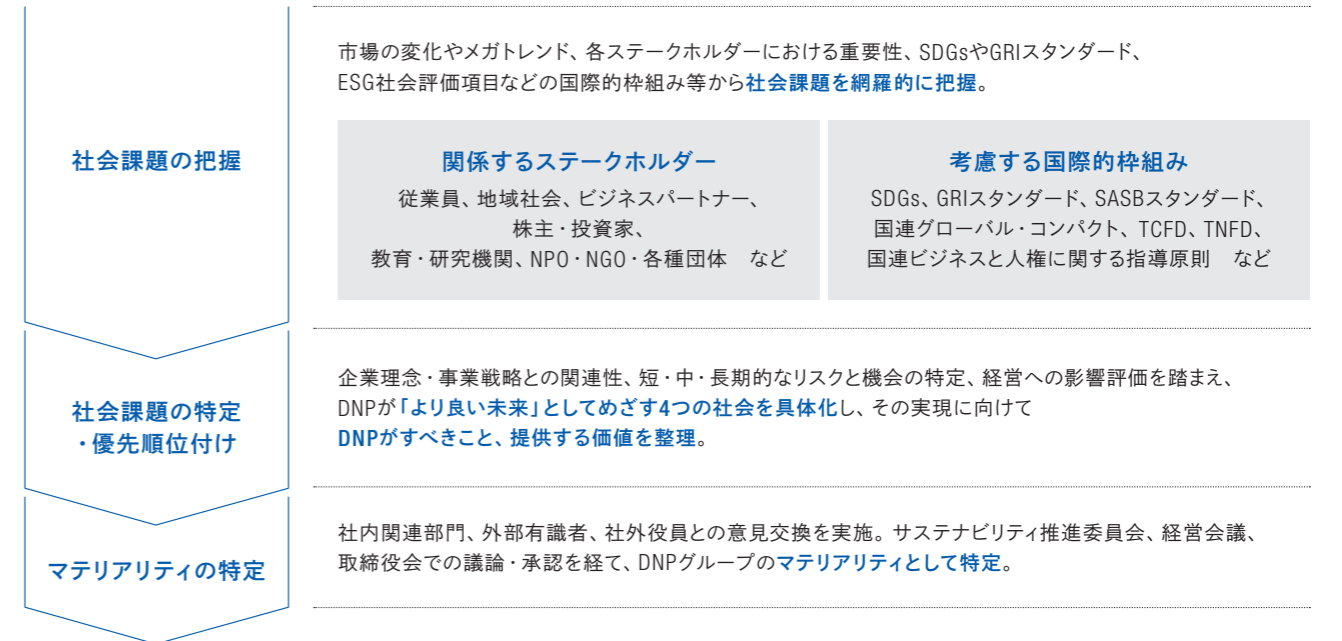 社会課題の把握
市場の変化やメガトレンド、各ステークホルダーにおける重要性、SDGsやGRIスタンダード、
ESG社会評価項目などの国際的枠組み等から社会課題を網羅的に把握。
関係するステークホルダー
従業員、地域社会、ビジネスパートナー、
株主・投資家、
教育・研究機関、NPO・NGO・各種団体　など
考慮する国際的枠組み
SDGs、GRIスタンダード、SASBスタンダード、
国連グローバル・コンパクト、TCFD、TNFD、
国連ビジネスと人権に関する指導原則　など
社会課題の特定
・優先順位付け
企業理念・事業戦略との関連性、短・中・長期的なリスクと機会の特定、経営への影響評価を踏まえ、
DNPが「より良い未来」としてめざす4つの社会を具体化し、その実現に向けて
DNPがすべきこと、提供する価値を整理。
マテリアリティの特定
社内関連部門、外部有識者、社外役員との意見交換を実施。サステナビリティ推進委員会、経営会議、
取締役会での議論・承認を経て、DNPグループのマテリアリティとして特定。